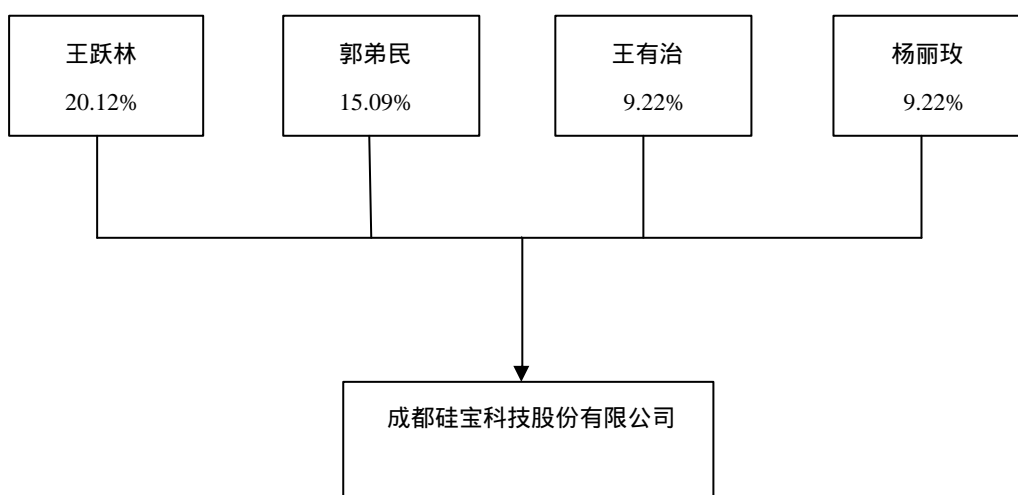 王跃林
20.12%
郭弟民
15.09%
王有治
9.22%
杨丽玫
9.22%
成都硅宝科技股份有限公司